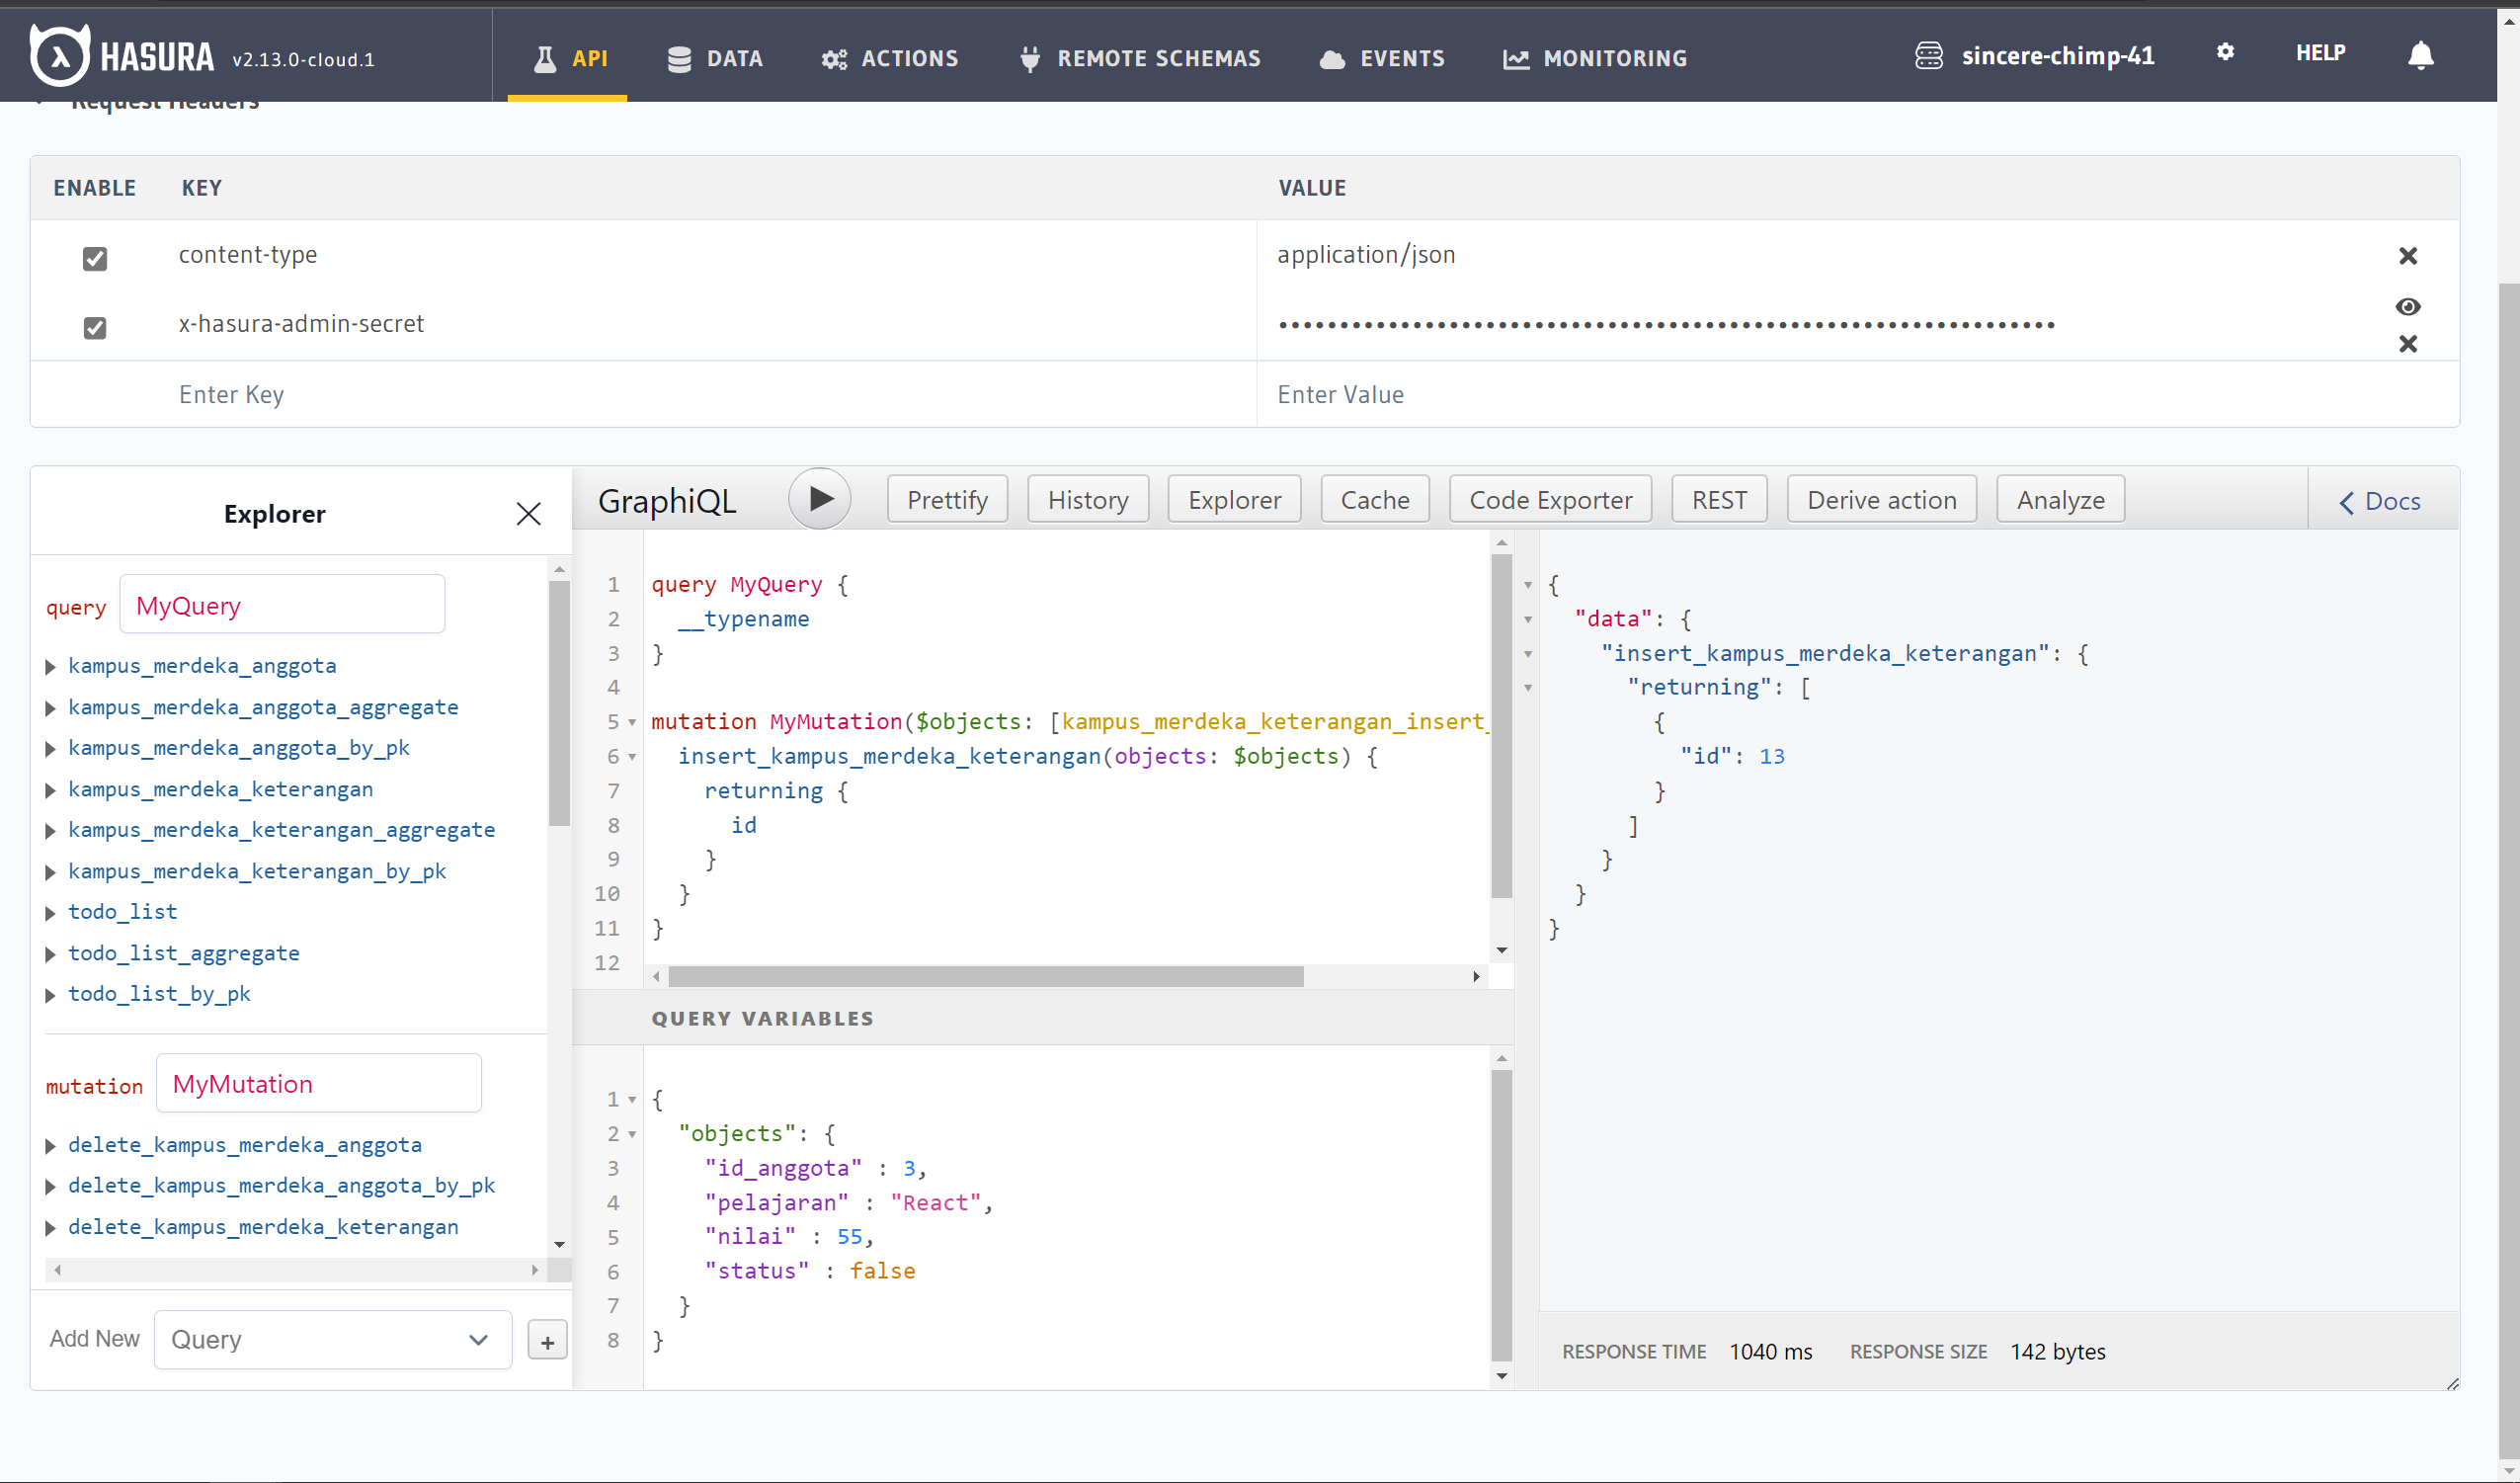 HASURA v2.13.0-cloud.1 API DATA ACTIONS REMOTE SCHEMAS EVENTS MONITORING sincere-chimp-41 HELP
Request Headers
ENABLE KEY VALUE
content-type application/json
x-hasura-admin-secret ••••••••••••••••••••••••••••••••••••••••••••••••••••••••••••••••
Enter Key Enter Value
Explorer
query MyQuery
kampus_merdeka_anggota
kampus_merdeka_anggota_aggregate
kampus_merdeka_anggota_by_pk
kampus_merdeka_keterangan
kampus_merdeka_keterangan_aggregate
kampus_merdeka_keterangan_by_pk
todo_list
todo_list_aggregate
todo_list_by_pk
mutation MyMutation
delete_kampus_merdeka_anggota
delete_kampus_merdeka_anggota_by_pk
delete_kampus_merdeka_keterangan
Add New Query +
GraphiQL Prettify History Explorer Cache Code Exporter REST Derive action Analyze Docs
1 query MyQuery {
2 __typename
3 }
4
5 mutation MyMutation($objects: [kampus_merdeka_keterangan_insert_
6 insert_kampus_merdeka_keterangan(objects: $objects) {
7 returning {
8 id
9 }
10 }
11 }
12
QUERY VARIABLES
1 {
2 "objects": {
3 "id_anggota" : 3,
4 "pelajaran" : "React",
5 "nilai" : 55,
6 "status" : false
7 }
8 }
{
"data": {
"insert_kampus_merdeka_keterangan": {
"returning": [
{
"id": 13
}
]
}
}
}
RESPONSE TIME 1040 ms RESPONSE SIZE 142 bytes